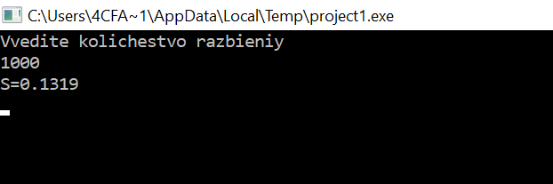 C:\Users\4CFA~1\AppData\Local\Temp\project1.exe
Vvedite kolichestvo razbieniy
1000
S=0.1319